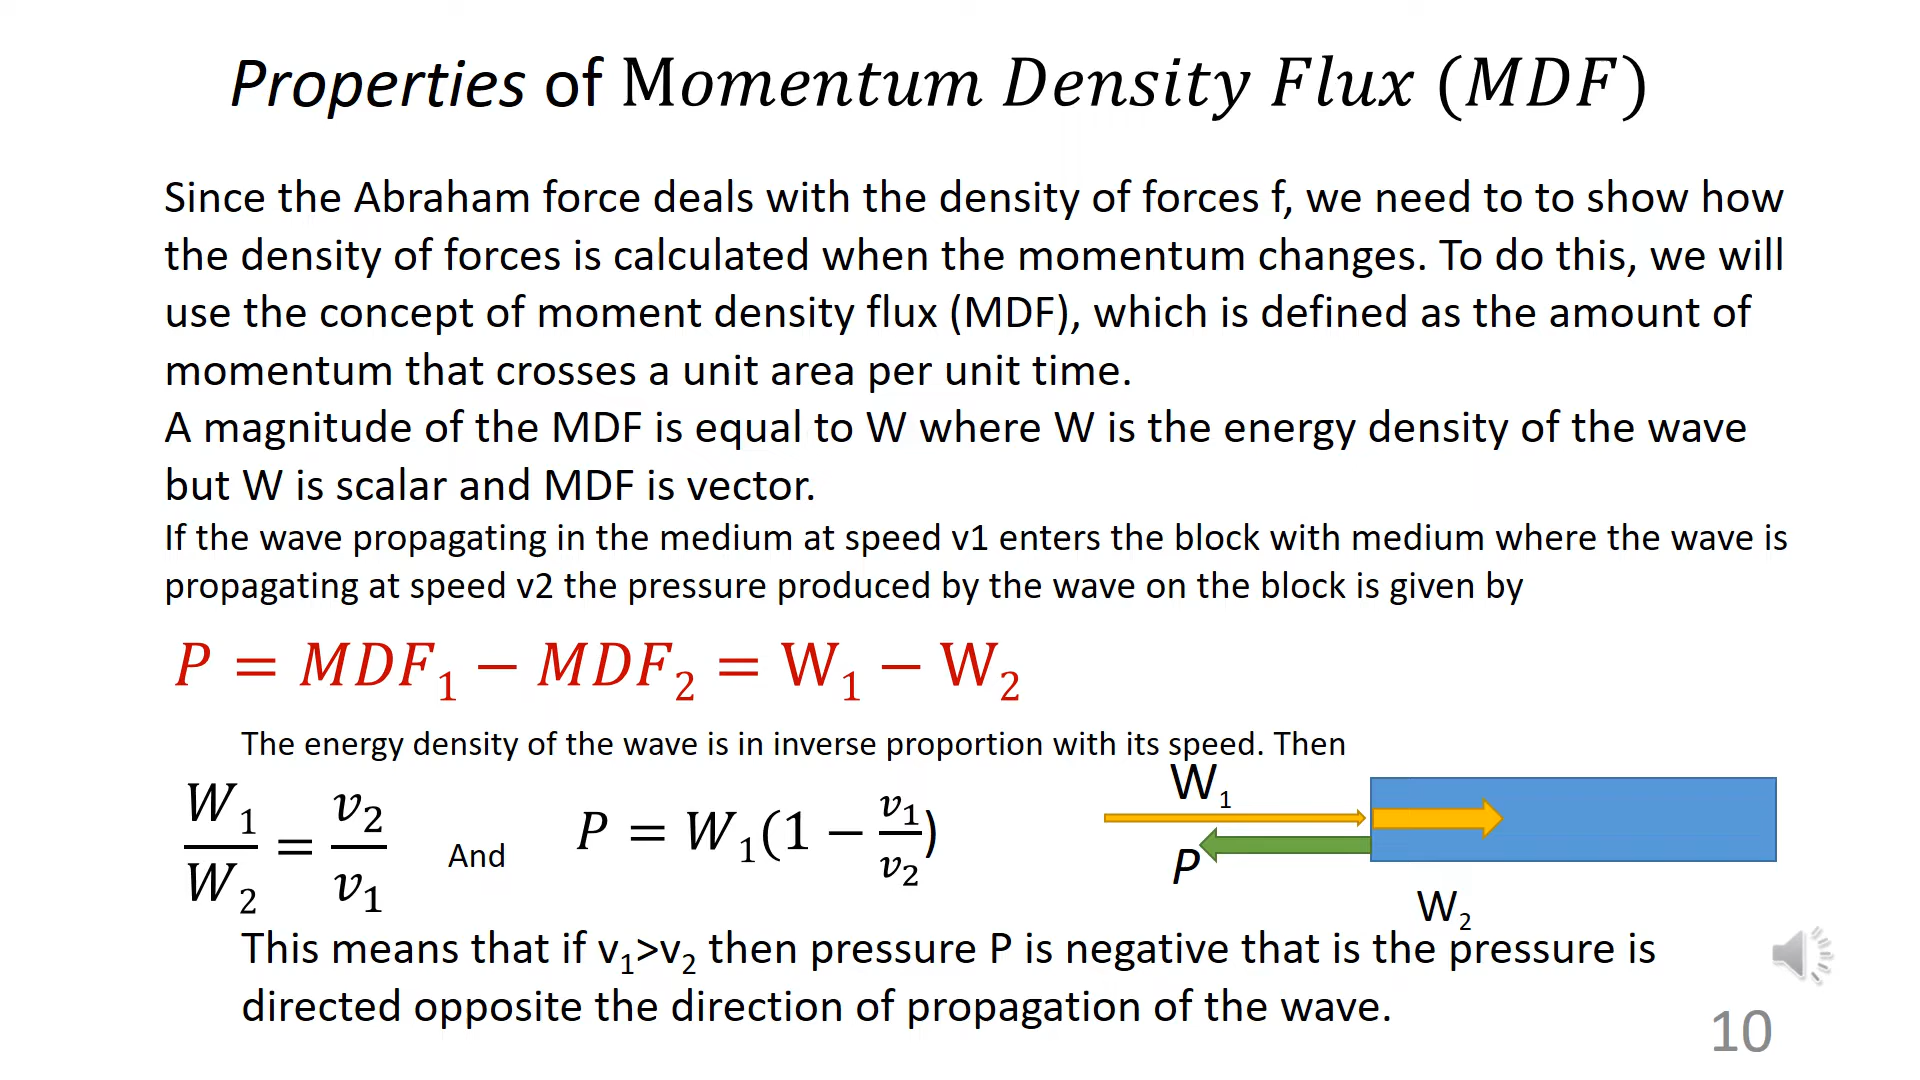 Properties of Momentum Density Flux (MDF)
Since the Abraham force deals with the density of forces f, we need to to show how
the density of forces is calculated when the momentum changes. To do this, we will
use the concept of moment density flux (MDF), which is defined as the amount of
momentum that crosses a unit area per unit time.
A magnitude of the MDF is equal to W where W is the energy density of the wave
but W is scalar and MDF is vector.
If the wave propagating in the medium at speed v1 enters the block with medium where the wave is
propagating at speed v2 the pressure produced by the wave on the block is given by
P = MDF₁ − MDF₂ = W₁ − W₂
The energy density of the wave is in inverse proportion with its speed. Then
W₁/W₂ = v₂/v₁ And P = W₁(1 − v₁/v₂)
W₁
P
W₂
This means that if v₁>v₂ then pressure P is negative that is the pressure is
directed opposite the direction of propagation of the wave.
10